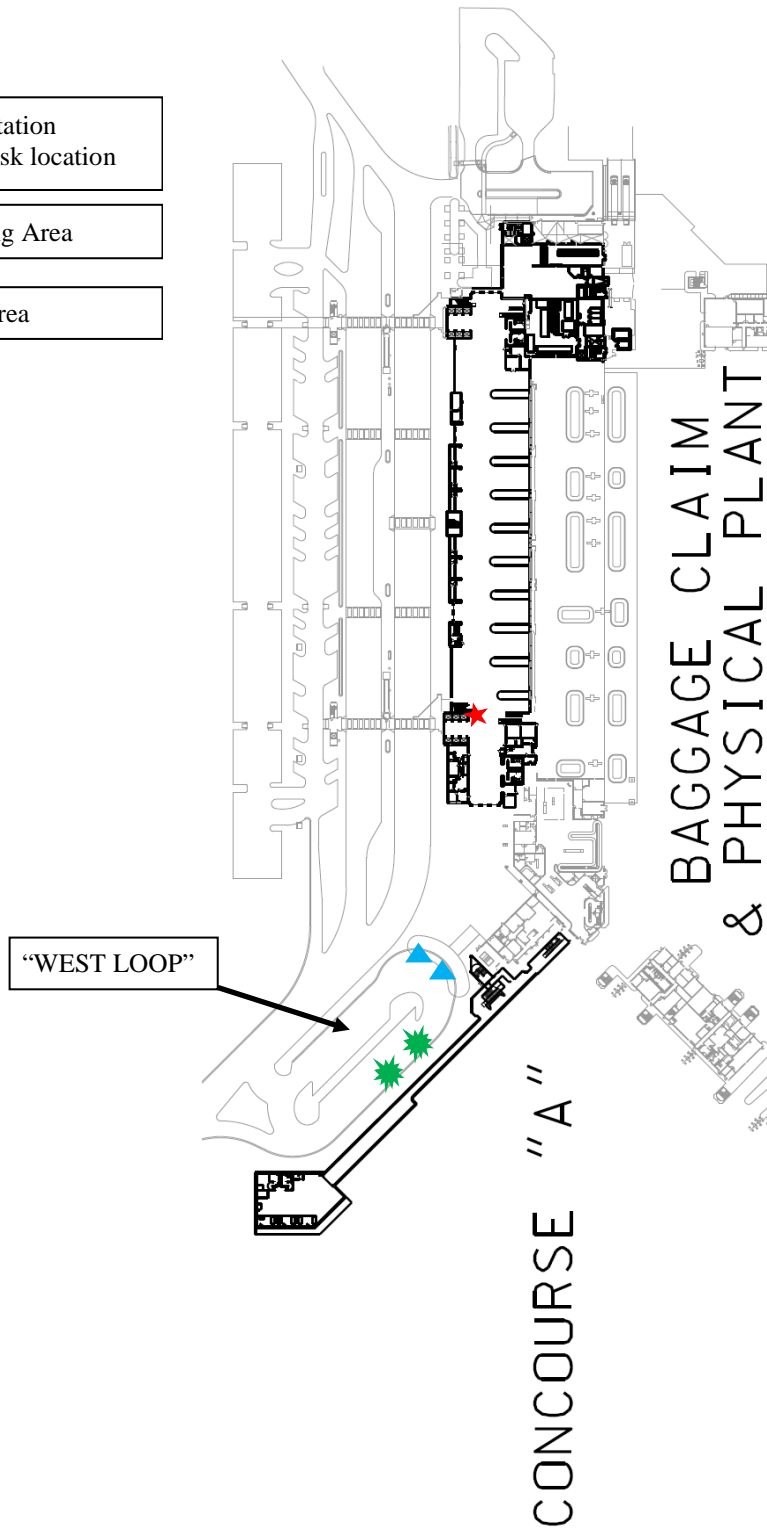 tation
sk location
g Area
rea
BAGGAGE CLAIM
& PHYSICAL PLANT
“WEST LOOP”
CONCOURSE "A"